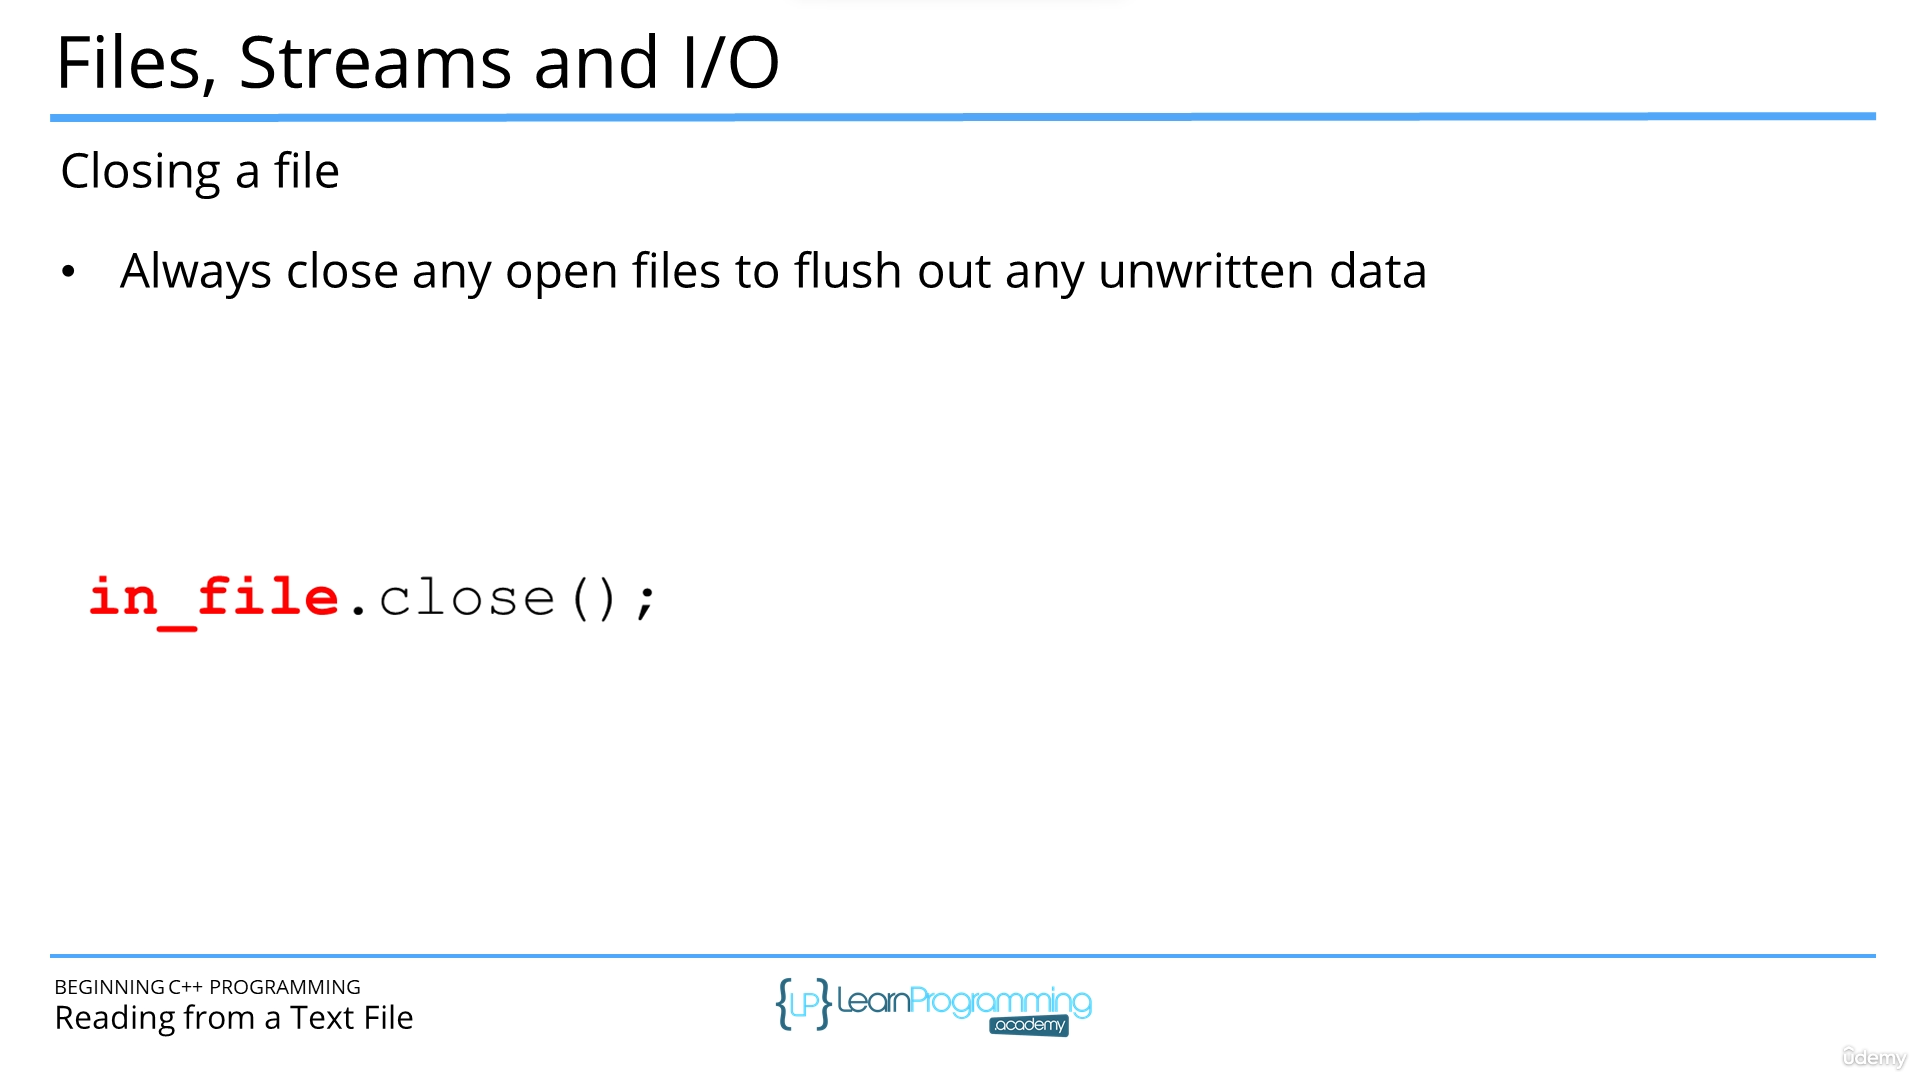 Files, Streams and I/O
Closing a file
• Always close any open files to flush out any unwritten data
in_file.close();
BEGINNING C++ PROGRAMMING
Reading from a Text File
{LP} LearnProgramming
.academy
ûdemy